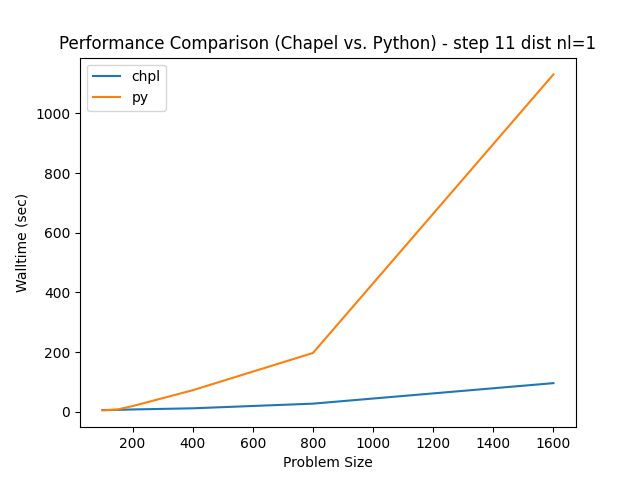 Performance Comparison (Chapel vs. Python) - step 11 dist nl=1
chpl
py
1000
800
600
400
200
0
Walltime (sec)
200 400 600 800 1000 1200 1400 1600
Problem Size